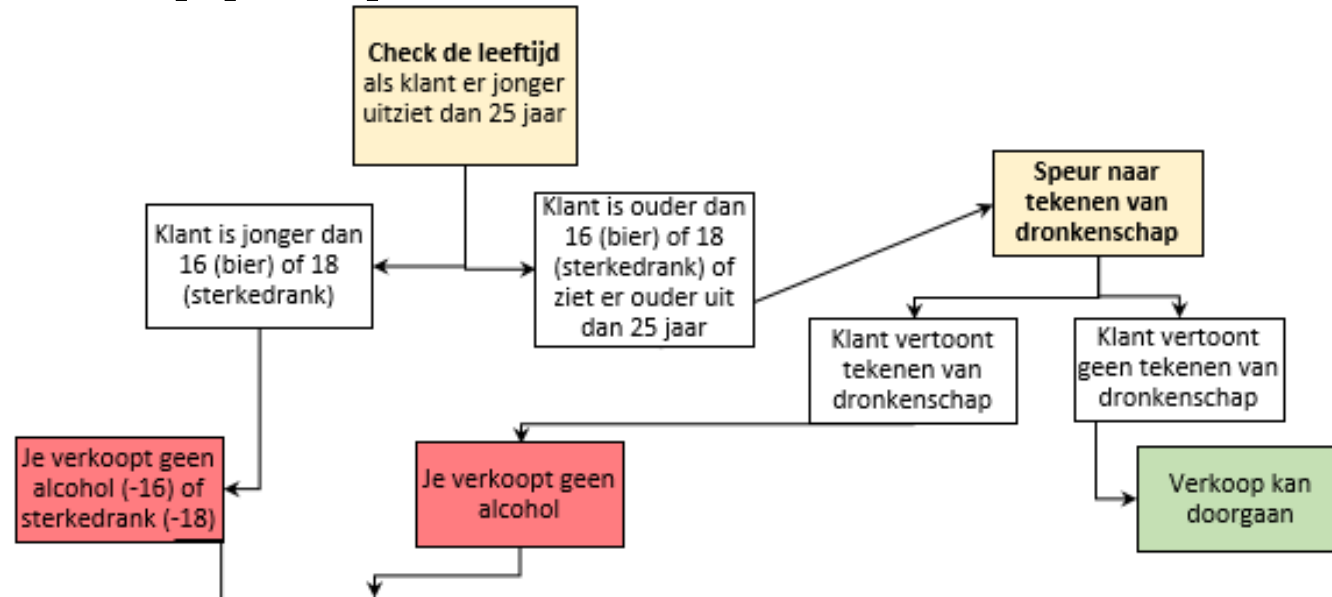 Check de leeftijd
als klant er jonger
uitziet dan 25 jaar
Klant is jonger dan
16 (bier) of 18
(sterkedrank)
Klant is ouder dan
16 (bier) of 18
(sterkedrank) of
ziet er ouder uit
dan 25 jaar
Speur naar
tekenen van
dronkenschap
Klant vertoont
tekenen van
dronkenschap
Klant vertoont
geen tekenen van
dronkenschap
Je verkoopt geen
alcohol (-16) of
sterkedrank (-18)
Je verkoopt geen
alcohol
Verkoop kan
doorgaan